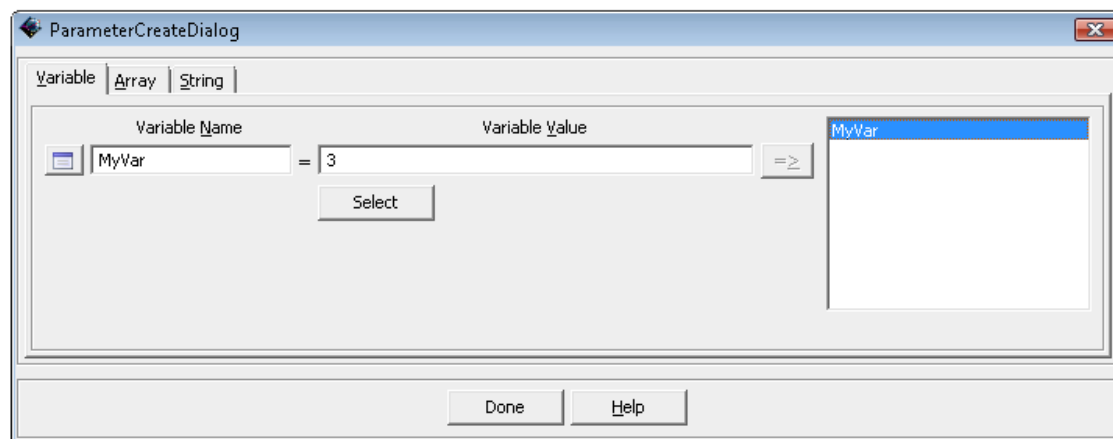 ParameterCreateDialog
Variable Array String
Variable Name Variable Value
MyVar = 3 => MyVar
Select
Done Help